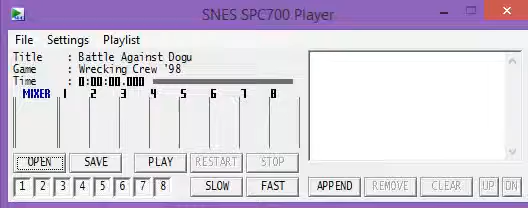 SNES SPC700 Player
File Settings Playlist
Title : Battle Against Dogu
Game : Wrecking Crew '98
Time : 0:00:00.000
MIXER 1 2 3 4 5 6 7 8
OPEN SAVE PLAY RESTART STOP
1 2 3 4 5 6 7 8 SLOW FAST APPEND REMOVE CLEAR UP DN